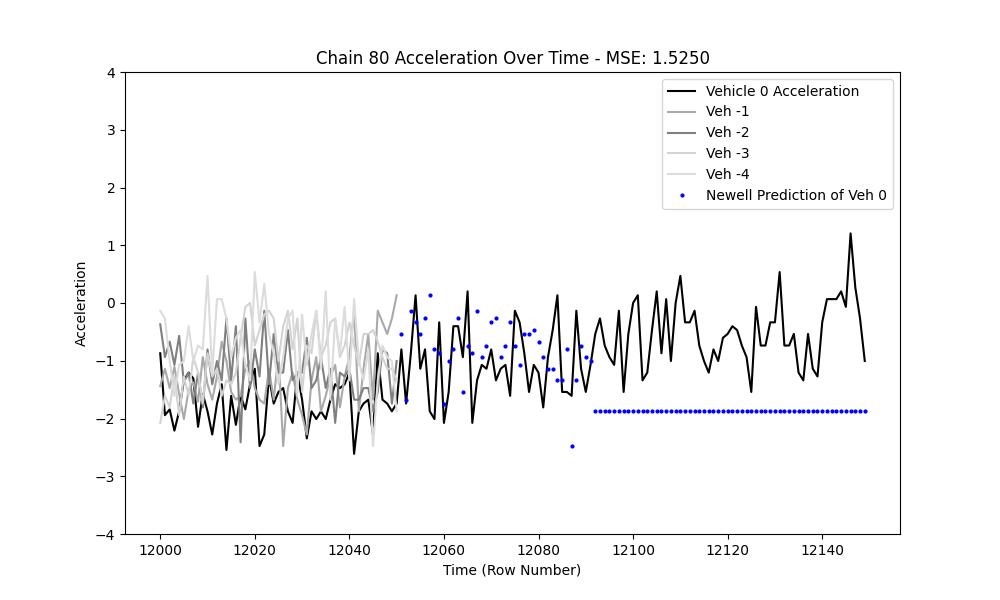 Chain 80 Acceleration Over Time - MSE: 1.5250
4
3
2
1
0
−1
−2
−3
−4
Acceleration
Vehicle 0 Acceleration
Veh -1
Veh -2
Veh -3
Veh -4
Newell Prediction of Veh 0
12000 12020 12040 12060 12080 12100 12120 12140
Time (Row Number)